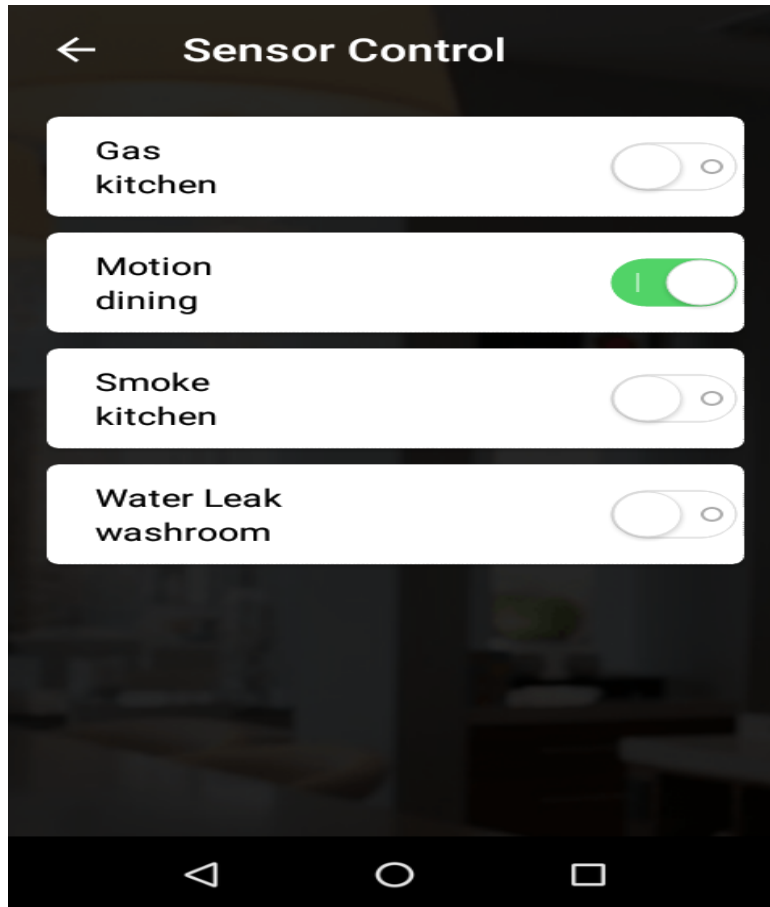 Sensor Control
Gas
kitchen
Motion
dining
Smoke
kitchen
Water Leak
washroom